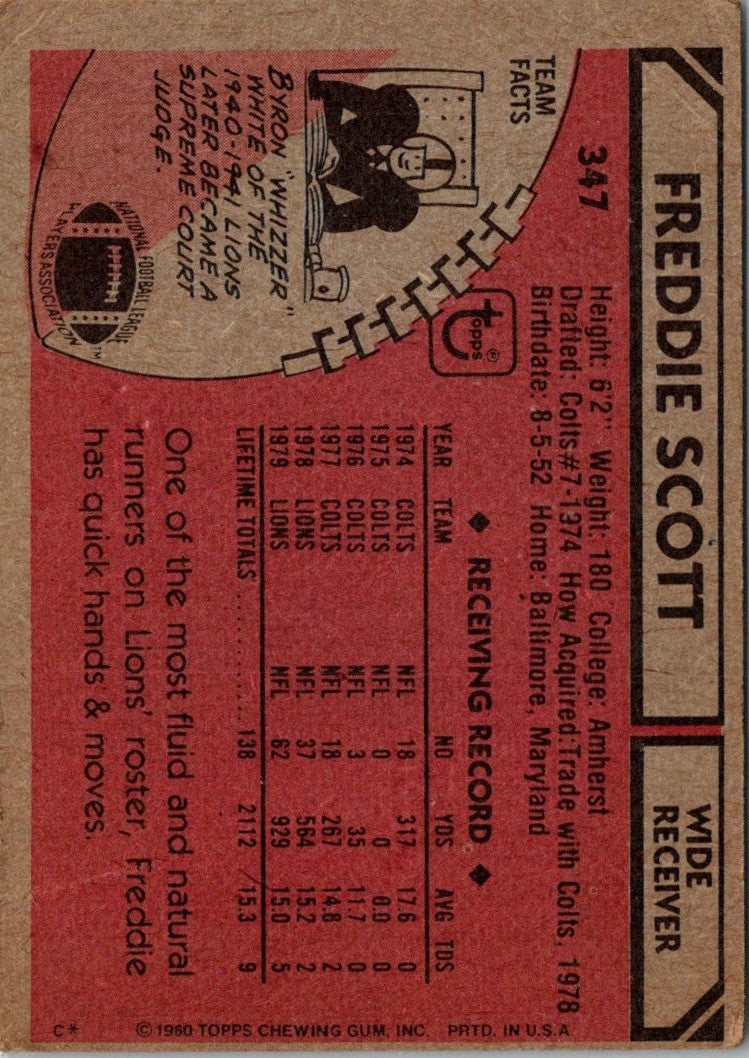 FREDDIE SCOTT
WIDE
RECEIVER
347
Height: 6'2" Weight: 180 College: Amherst
Drafted: Colts #7-1974 How Acquired: Trade with Colts, 1978
Birthdate: 8-5-52 Home: Baltimore, Maryland
topps®
TEAM
FACTS
BYRON "WHIZZER"
WHITE OF THE
1940-1941 LIONS
LATER BECAME A
SUPREME COURT
JUDGE.
NATIONAL FOOTBALL LEAGUE
PLAYERS ASSOCIATION ™
◆ RECEIVING RECORD ◆
YEAR TEAM NO YDS AVG TDS
1974 COLTS NFL 18 317 17.6 0
1975 COLTS NFL 0 0 0.0 0
1976 COLTS NFL 3 35 11.7 0
1977 COLTS NFL 18 267 14.8 2
1978 LIONS NFL 37 564 15.2 2
1979 LIONS NFL 62 929 15.0 5
LIFETIME TOTALS . . . . . . . . . . . . 138 2112 15.3 9
One of the most fluid and natural
runners on Lions' roster, Freddie
has quick hands & moves.
C* © 1980 TOPPS CHEWING GUM, INC. PRTD. IN U.S.A.